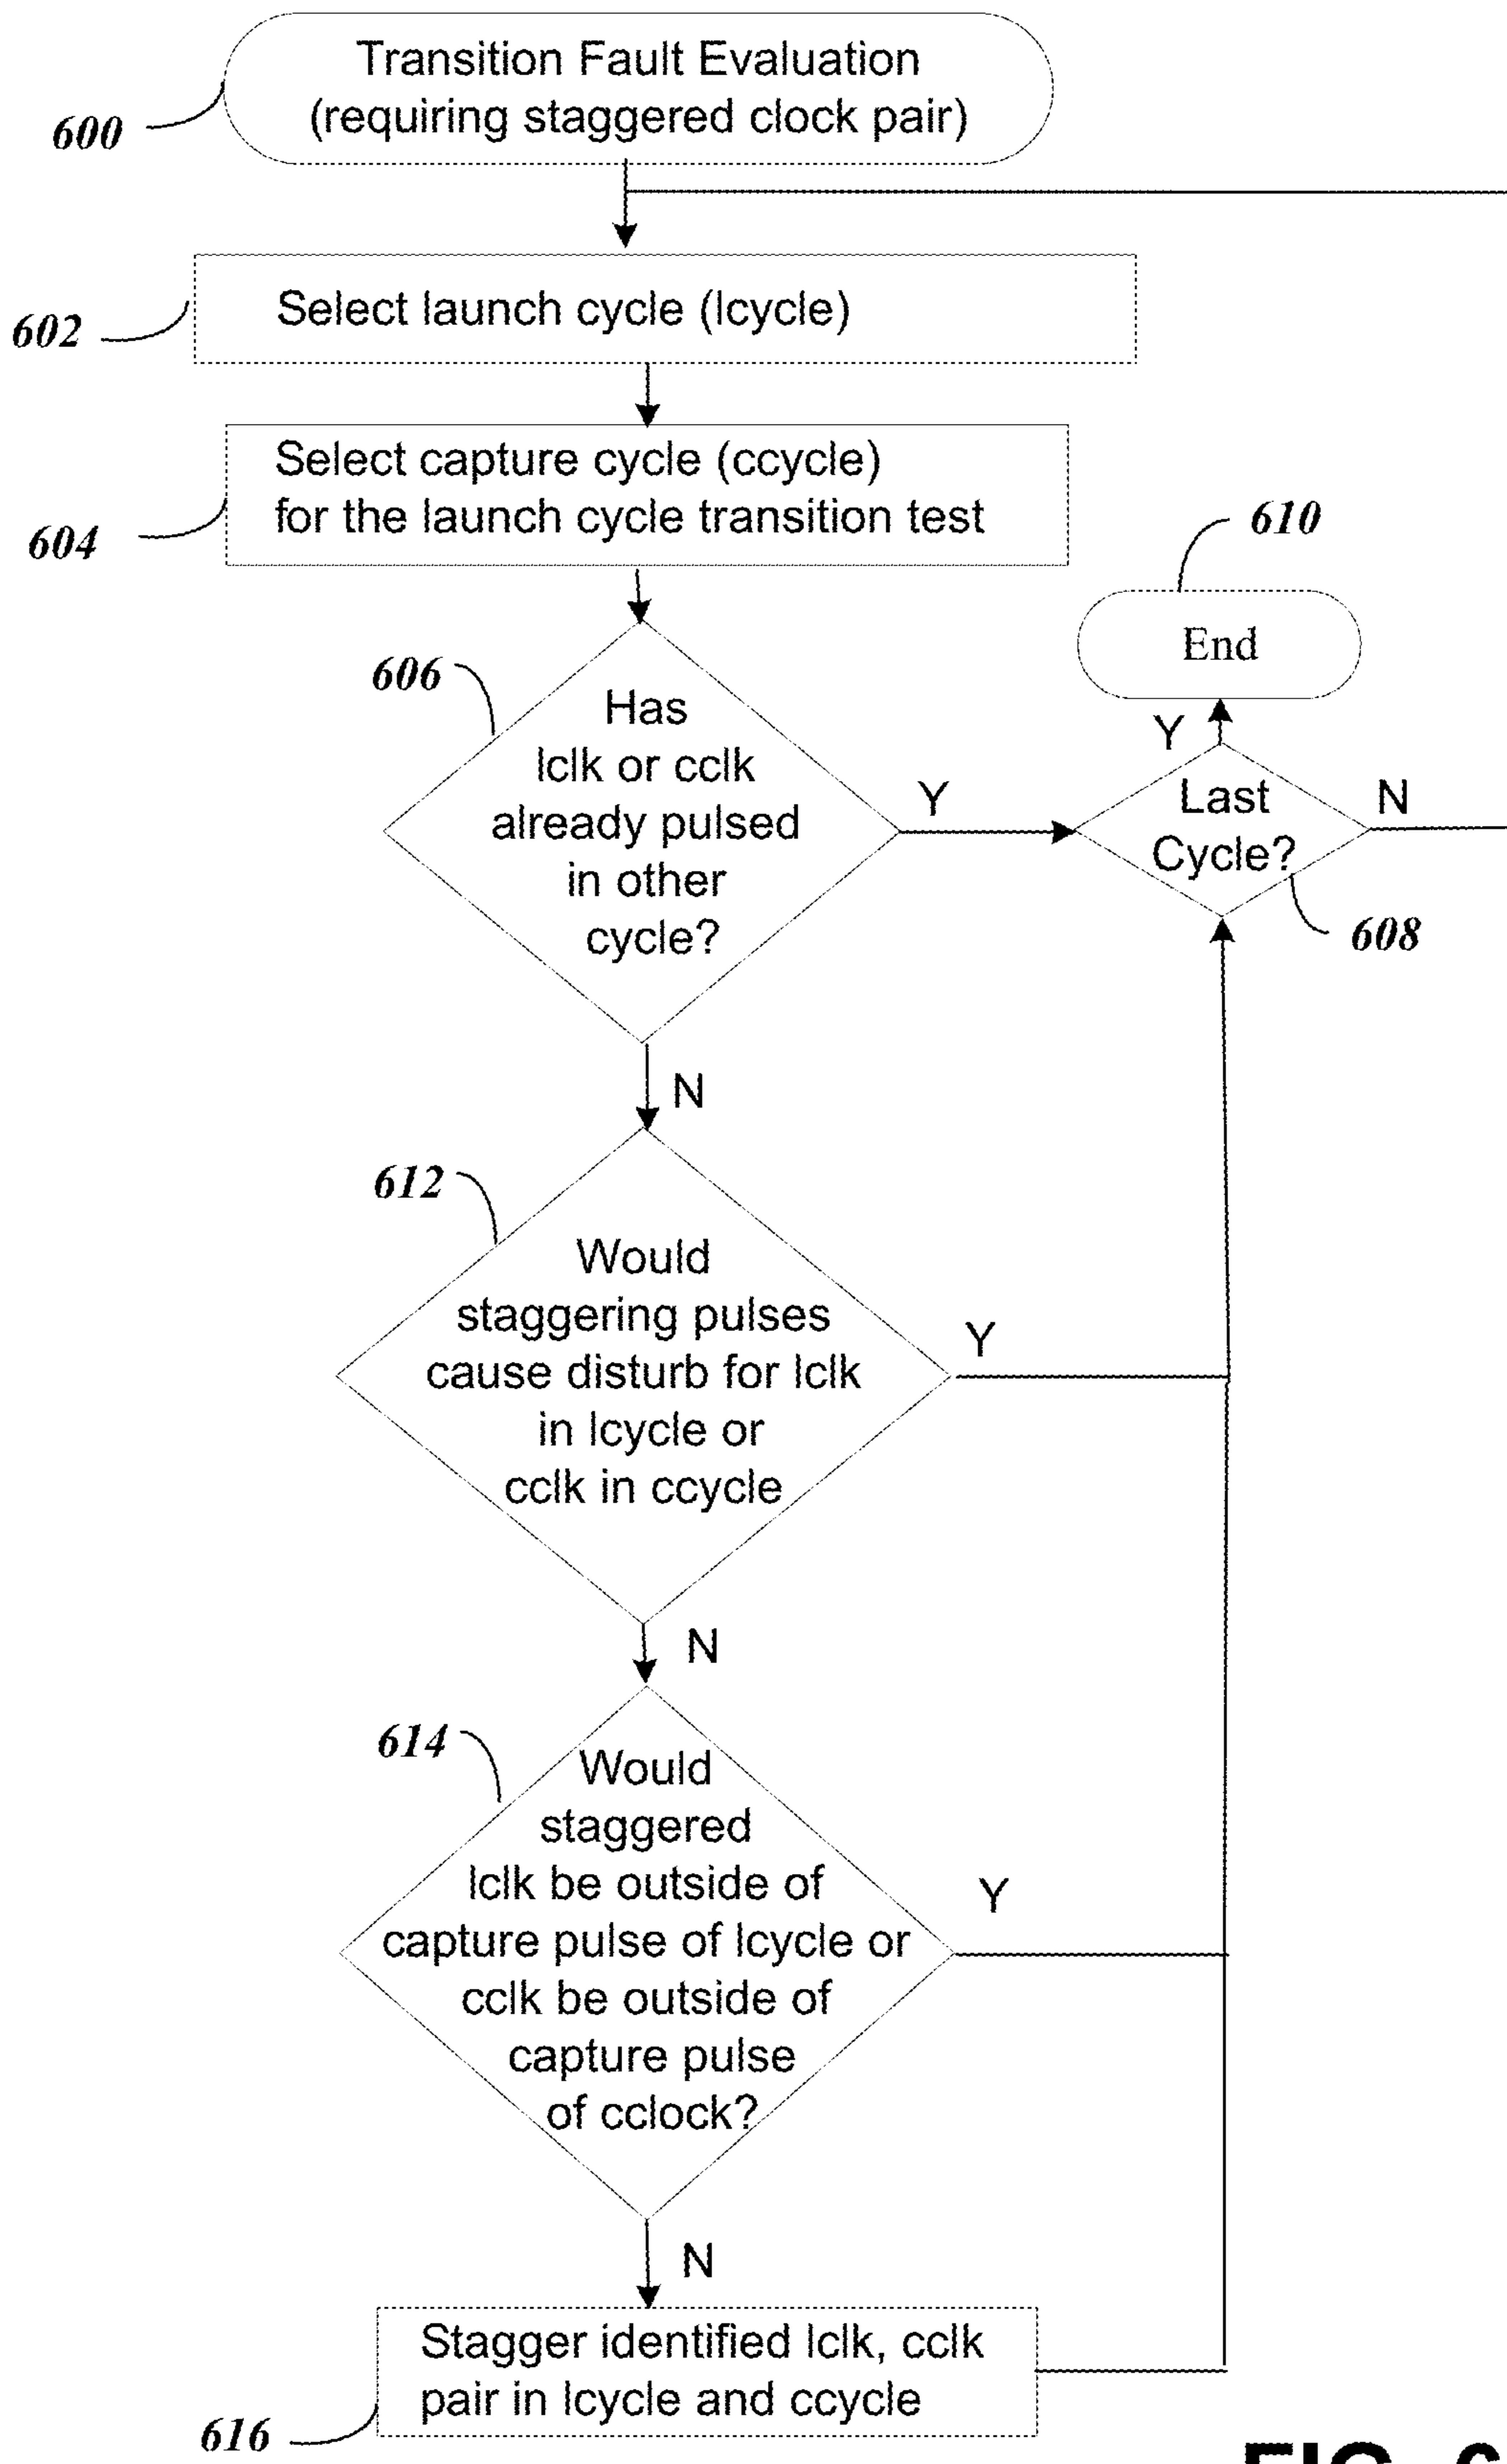 Transition Fault Evaluation
(requiring staggered clock pair)
600
Select launch cycle (lcycle)
602
Select capture cycle (ccycle)
for the launch cycle transition test
604
610
End
606
Has
lclk or cclk
already pulsed
in other
cycle?
Y
Y
Last
Cycle?
N
608
N
612
Would
staggering pulses
cause disturb for lclk
in lcycle or
cclk in ccycle
Y
N
614
Would
staggered
lclk be outside of
capture pulse of lcycle or
cclk be outside of
capture pulse
of cclock?
Y
N
Stagger identified lclk, cclk
pair in lcycle and ccycle
616
FIG. 6